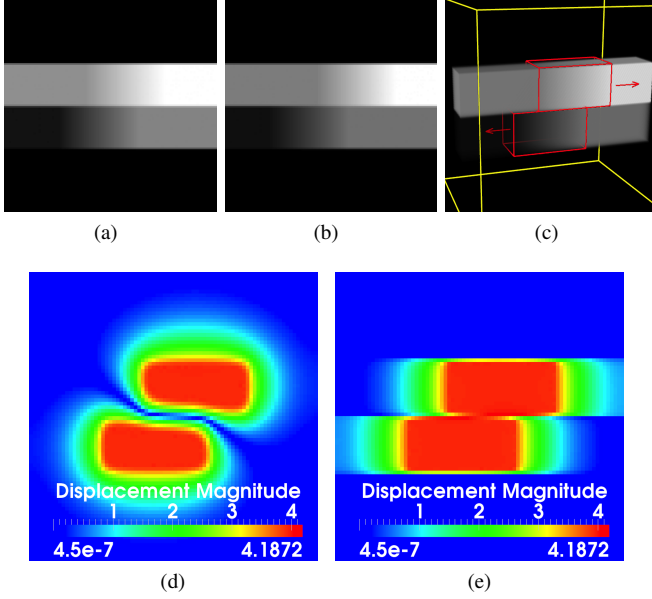 (a)
(b)
(c)
Displacement Magnitude
1 2 3 4
4.5e-7 4.1872
Displacement Magnitude
1 2 3 4
4.5e-7 4.1872
(d)
(e)